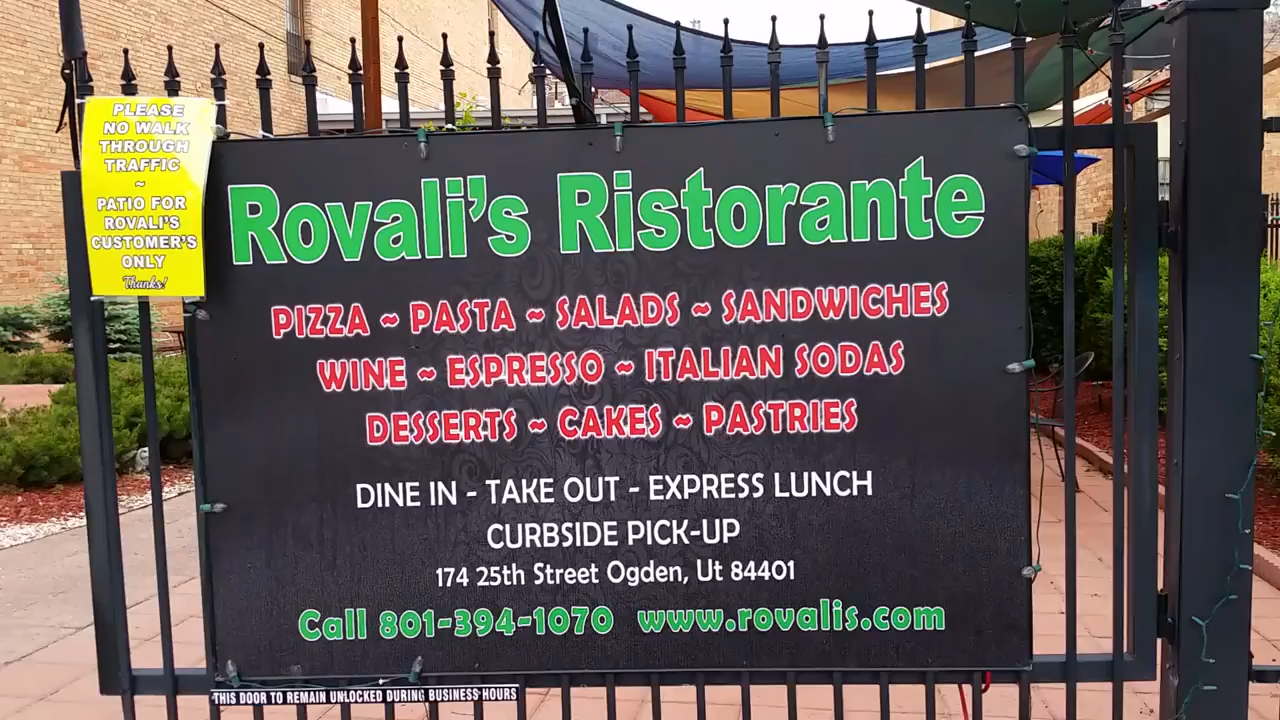 PLEASE
NO WALK
THROUGH
TRAFFIC
~
PATIO FOR
ROVALI'S
CUSTOMER'S
ONLY
Thanks!
Rovali's Ristorante
PIZZA ~ PASTA ~ SALADS ~ SANDWICHES
WINE ~ ESPRESSO ~ ITALIAN SODAS
DESSERTS ~ CAKES ~ PASTRIES
DINE IN - TAKE OUT - EXPRESS LUNCH
CURBSIDE PICK-UP
174 25th Street Ogden, Ut 84401
Call 801-394-1070 www.rovalis.com
THIS DOOR TO REMAIN UNLOCKED DURING BUSINESS HOURS